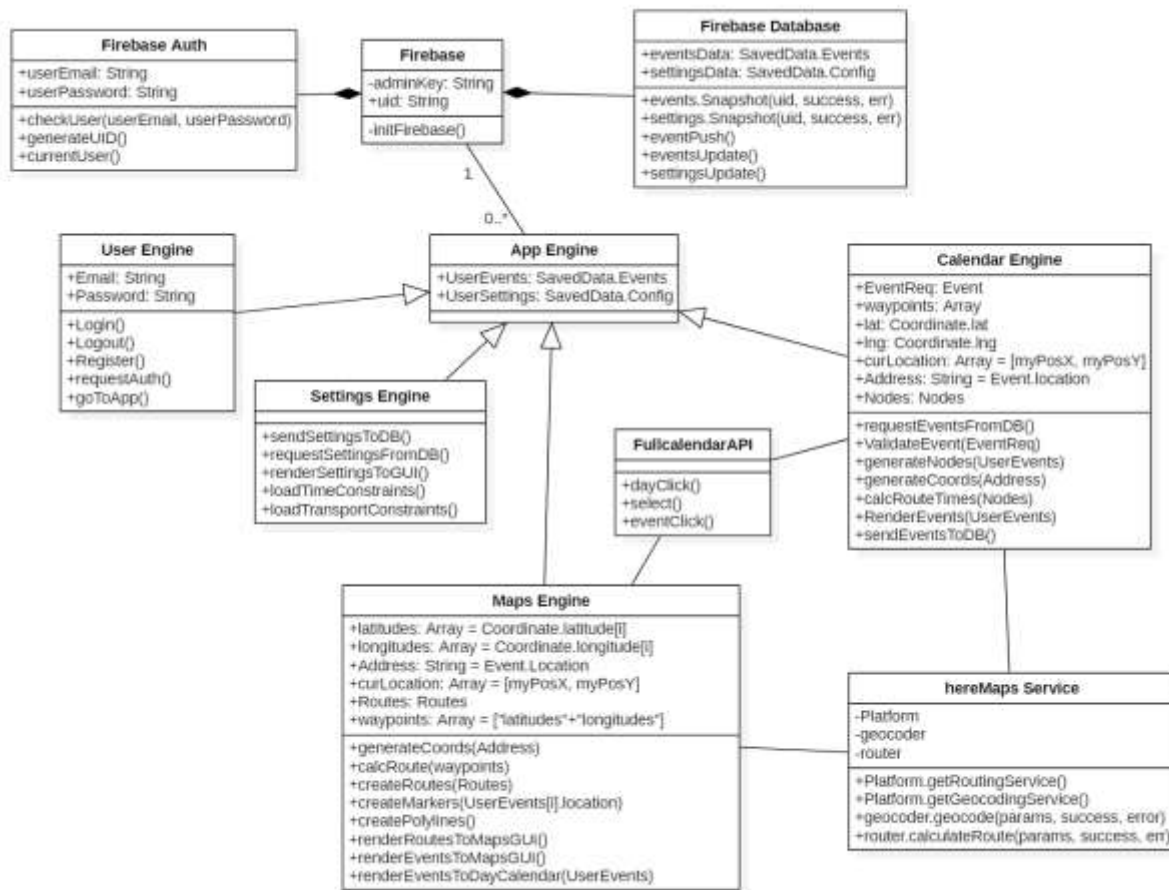 Firebase Auth
+userEmail: String
+userPassword: String
+checkUser(userEmail, userPassword)
+generateUID()
+currentUser()
Firebase
-adminKey: String
+uid: String
-initFirebase()
Firebase Database
+eventsData: SavedData.Events
+settingsData: SavedData.Config
+events.Snapshot(uid, success, err)
+settings.Snapshot(uid, success, err)
+eventPush()
+eventsUpdate()
+settingsUpdate()
1
0..*
User Engine
+Email: String
+Password: String
+Login()
+Logout()
+Register()
+requestAuth()
+goToApp()
App Engine
+UserEvents: SavedData.Events
+UserSettings: SavedData.Config
Calendar Engine
+EventReq: Event
+waypoints: Array
+lat: Coordinate.lat
+lng: Coordinate.lng
+curLocation: Array = [myPosX, myPosY]
+Address: String = Event.location
+Nodes: Nodes
+requestEventsFromDB()
+ValidateEvent(EventReq)
+generateNodes(UserEvents)
+generateCoords(Address)
+calcRouteTimes(Nodes)
+RenderEvents(UserEvents)
+sendEventsToDB()
Settings Engine
+sendSettingsToDB()
+requestSettingsFromDB()
+renderSettingsToGUI()
+loadTimeConstraints()
+loadTransportConstraints()
FullcalendarAPI
+dayClick()
+select()
+eventClick()
Maps Engine
+latitudes: Array = Coordinate.latitude[i]
+longitudes: Array = Coordinate.longitude[i]
+Address: String = Event.Location
+curLocation: Array = [myPosX, myPosY]
+Routes: Routes
+waypoints: Array = ["latitudes"+"longitudes"]
+generateCoords(Address)
+calcRoute(waypoints)
+createRoutes(Routes)
+createMarkers(UserEvents[i].location)
+createPolylines()
+renderRoutesToMapsGUI()
+renderEventsToMapsGUI()
+renderEventsToDayCalendar(UserEvents)
hereMaps Service
-Platform
-geocoder
-router
+Platform.getRoutingService()
+Platform.getGeocodingService()
+geocoder.geocode(params, success, error)
+router.calculateRoute(params, success, err)